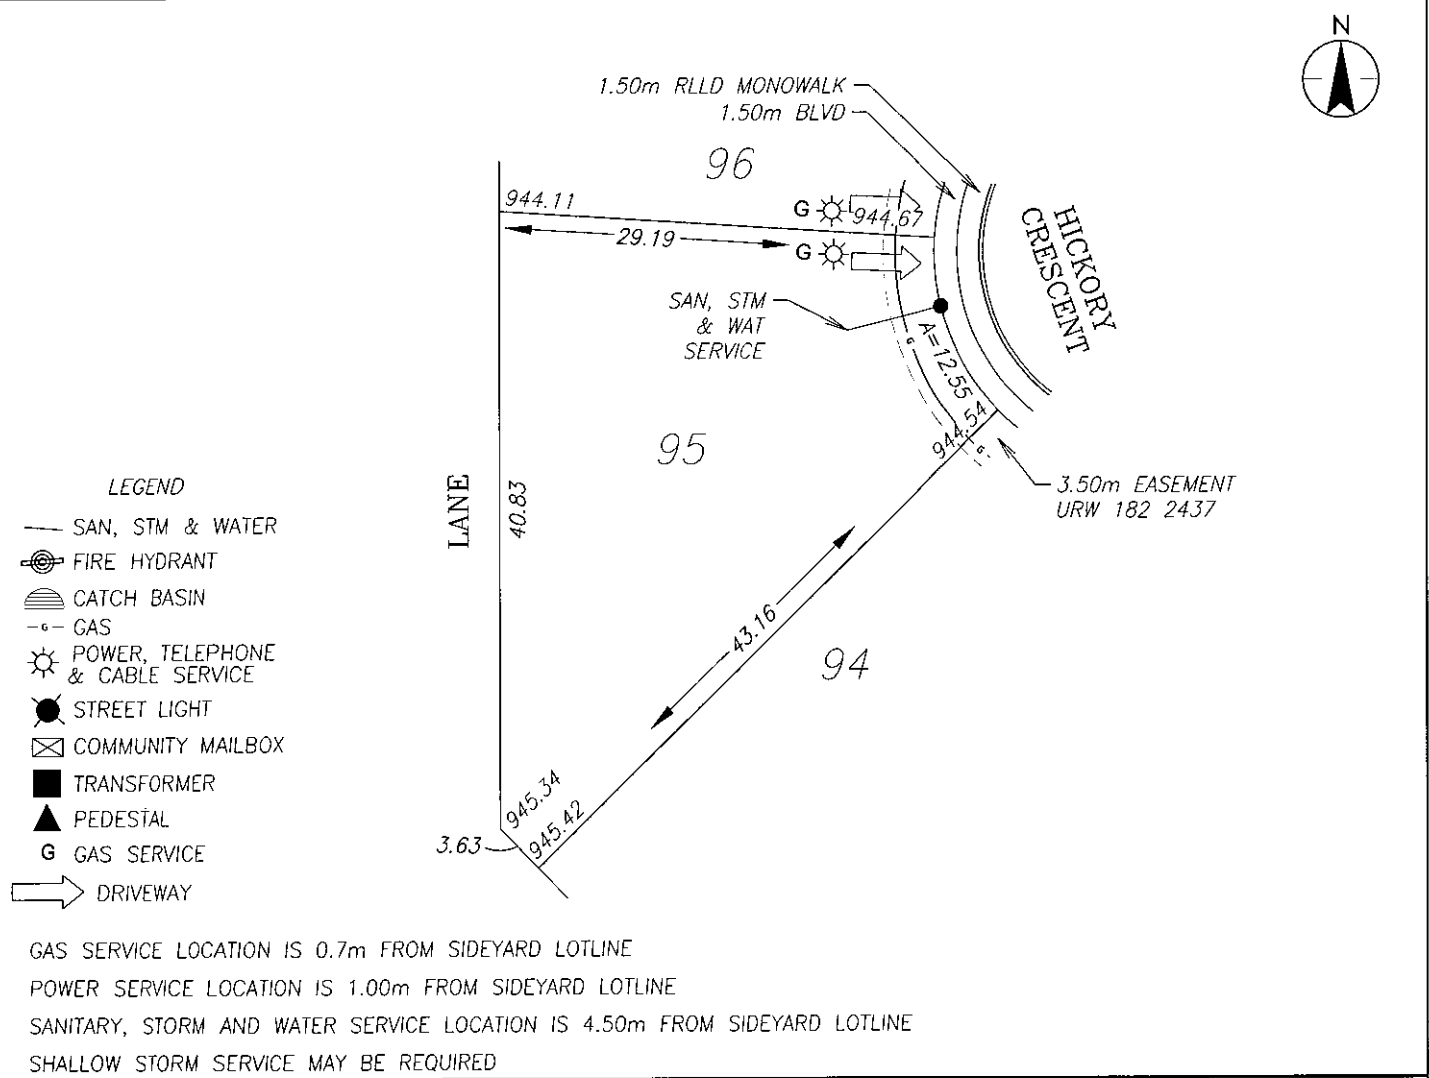 N
1.50m RLLD MONOWALK
1.50m BLVD
96
944.11
G
944.67
29.19
G
HICKORY
CRESCENT
SAN, STM
& WAT
SERVICE
A=12.55
944.54
G
G
95
3.50m EASEMENT
URW 182 2437
LANE
40.83
43.16
94
945.34
945.42
3.63
LEGEND
SAN, STM & WATER
FIRE HYDRANT
CATCH BASIN
G GAS
POWER, TELEPHONE
& CABLE SERVICE
STREET LIGHT
COMMUNITY MAILBOX
TRANSFORMER
PEDESTAL
G GAS SERVICE
DRIVEWAY
GAS SERVICE LOCATION IS 0.7m FROM SIDEYARD LOTLINE
POWER SERVICE LOCATION IS 1.00m FROM SIDEYARD LOTLINE
SANITARY, STORM AND WATER SERVICE LOCATION IS 4.50m FROM SIDEYARD LOTLINE
SHALLOW STORM SERVICE MAY BE REQUIRED